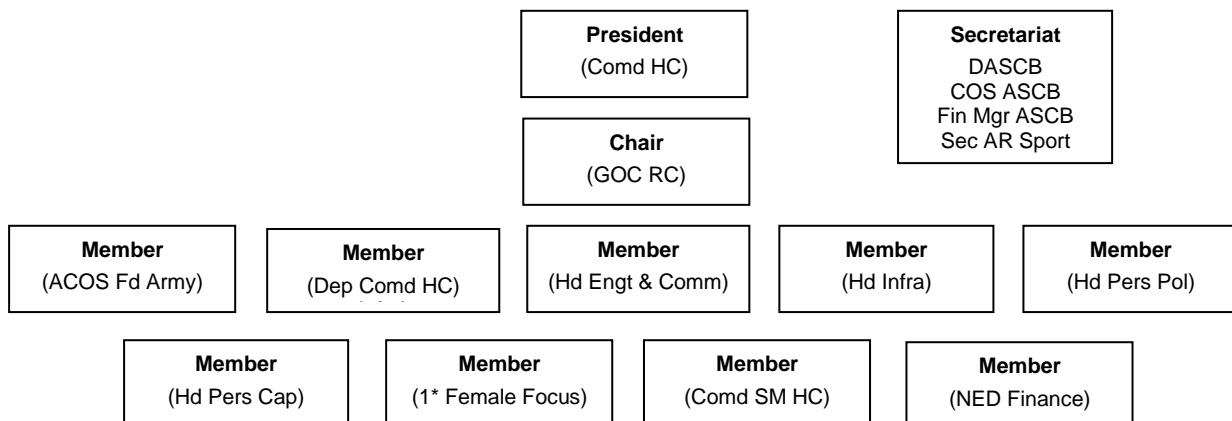 President
(Comd HC)
Secretariat
DASCB
COS ASCB
Fin Mgr ASCB
Sec AR Sport
Chair
(GOC RC)
Member
(ACOS Fd Army)
Member
(Dep Comd HC)
Member
(Hd Engt & Comm)
Member
(Hd Infra)
Member
(Hd Pers Pol)
Member
(Hd Pers Cap)
Member
(1* Female Focus)
Member
(Comd SM HC)
Member
(NED Finance)